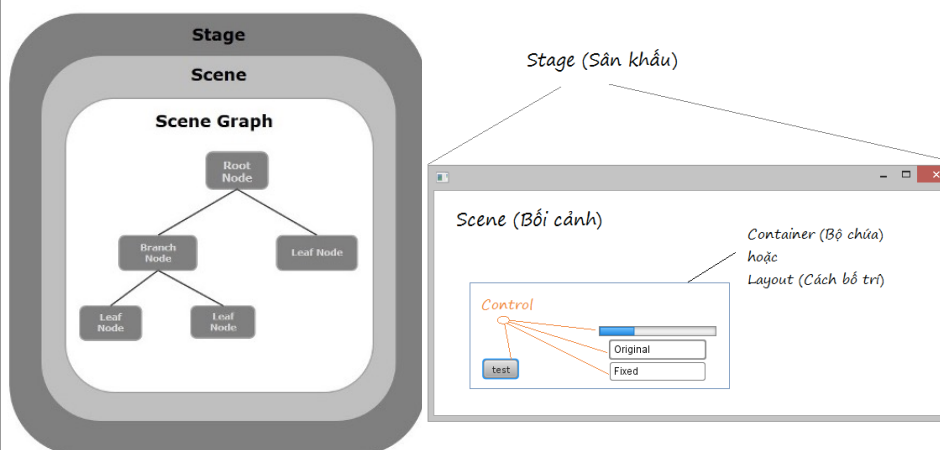 Stage
Scene
Scene Graph
Root
Node
Branch
Node
Leaf Node
Leaf
Node
Leaf
Node
Stage (Sân khấu)
Scene (Bối cảnh)
Container (Bộ chứa)
hoặc
Layout (Cách bố trí)
Control
Original
test
Fixed